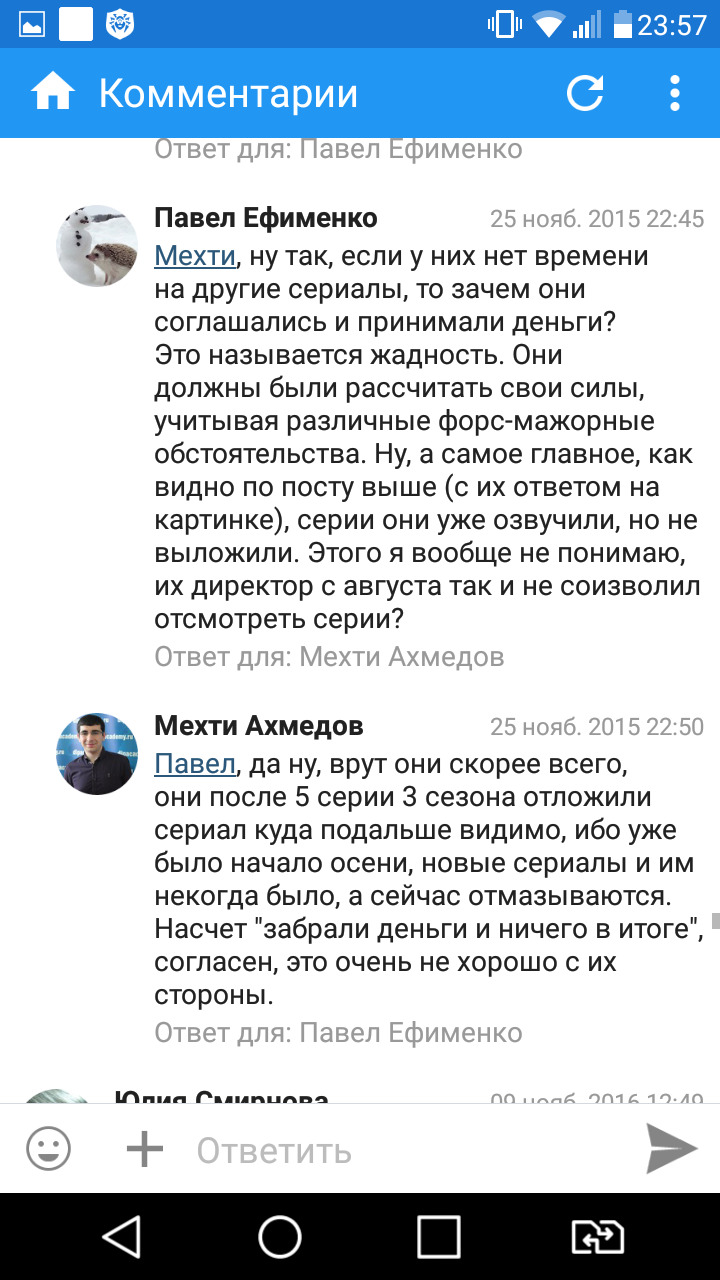 23:57
Комментарии
Ответ для: Павел Ефименко
Павел Ефименко
25 нояб. 2015 22:45
Мехти, ну так, если у них нет времени
на другие сериалы, то зачем они
соглашались и принимали деньги?
Это называется жадность. Они
должны были рассчитать свои силы,
учитывая различные форс-мажорные
обстоятельства. Ну, а самое главное, как
видно по посту выше (с их ответом на
картинке), серии они уже озвучили, но не
выложили. Этого я вообще не понимаю,
их директор с августа так и не соизволил
отсмотреть серии?
Ответ для: Мехти Ахмедов
Мехти Ахмедов
25 нояб. 2015 22:50
Павел, да ну, врут они скорее всего,
они после 5 серии 3 сезона отложили
сериал куда подальше видимо, ибо уже
было начало осени, новые сериалы и им
некогда было, а сейчас отмазываются.
Насчет "забрали деньги и ничего в итоге",
согласен, это очень не хорошо с их
стороны.
Ответ для: Павел Ефименко
Юлия Смирнова
09 нояб. 2016 12:49
Ответить